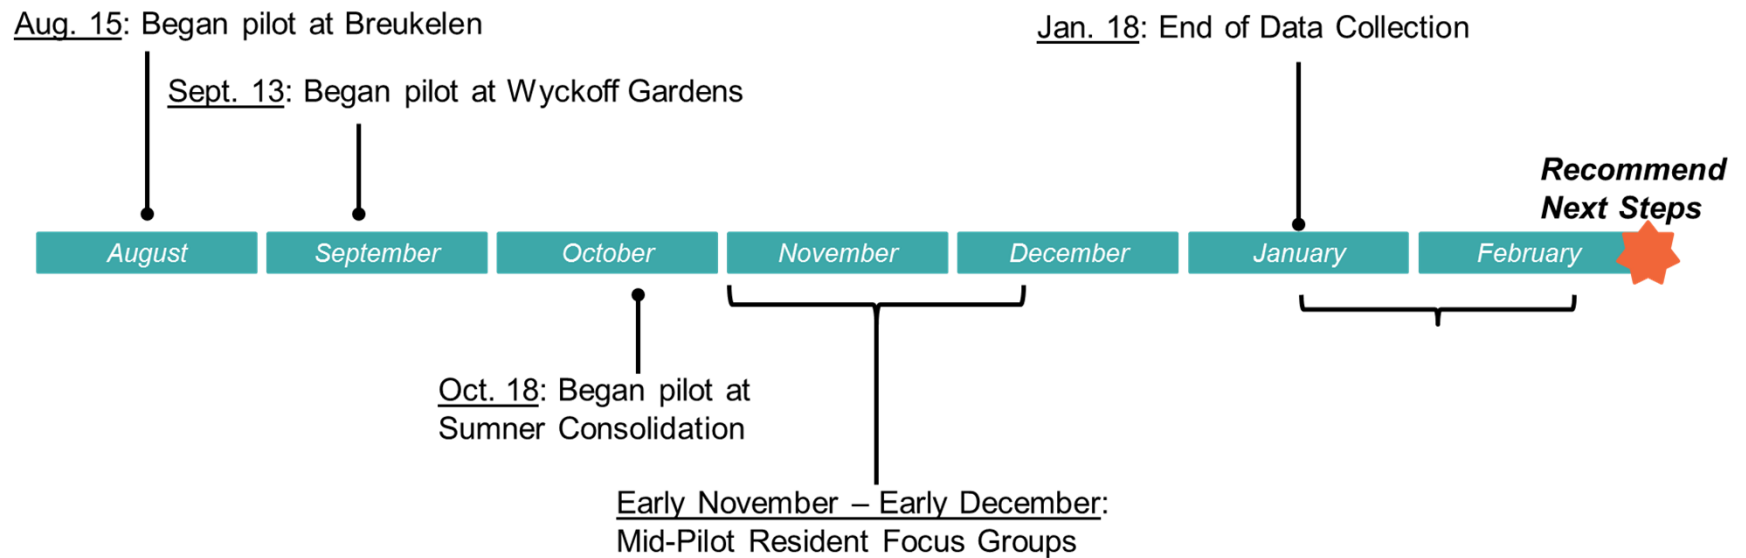 Aug. 15: Began pilot at Breukelen
Jan. 18: End of Data Collection
Sept. 13: Began pilot at Wyckoff Gardens
Recommend
Next Steps
August
September
October
November
December
January
February
Oct. 18: Began pilot at
Sumner Consolidation
Early November – Early December:
Mid-Pilot Resident Focus Groups